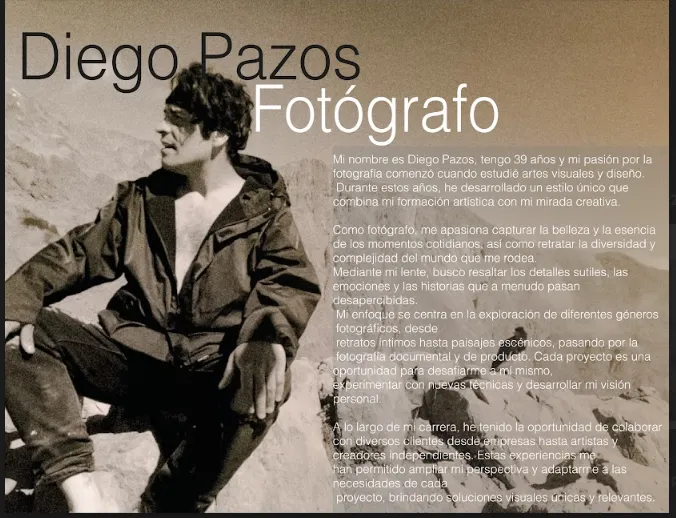 Diego Pazos
Fotógrafo
Mi nombre es Diego Pazos, tengo 39 años y mi pasión por la
fotografía comenzó cuando estudié artes visuales y diseño.
Durante estos años, he desarrollado un estilo único que
combina mi formación artística con mi mirada creativa.
Como fotógrafo, me apasiona capturar la belleza y la esencia
de los momentos cotidianos, así como retratar la diversidad y
complejidad del mundo que me rodea.
Mediante mi lente, busco resaltar los detalles sutiles, las
emociones y las historias que a menudo pasan
desapercibidas.
Mi enfoque se centra en la exploración de diferentes géneros
fotográficos, desde
retratos íntimos hasta paisajes escénicos, pasando por la
fotografía documental y de producto. Cada proyecto es una
oportunidad para desafiarme a mí mismo,
experimentar con nuevas técnicas y desarrollar mi visión
personal.
A lo largo de mi carrera, he tenido la oportunidad de colaborar
con diversos clientes desde empresas hasta artistas y
creadores independientes. Estas experiencias me
han permitido ampliar mi perspectiva y adaptarme a las
necesidades de cada
proyecto, brindando soluciones visuales únicas y relevantes.